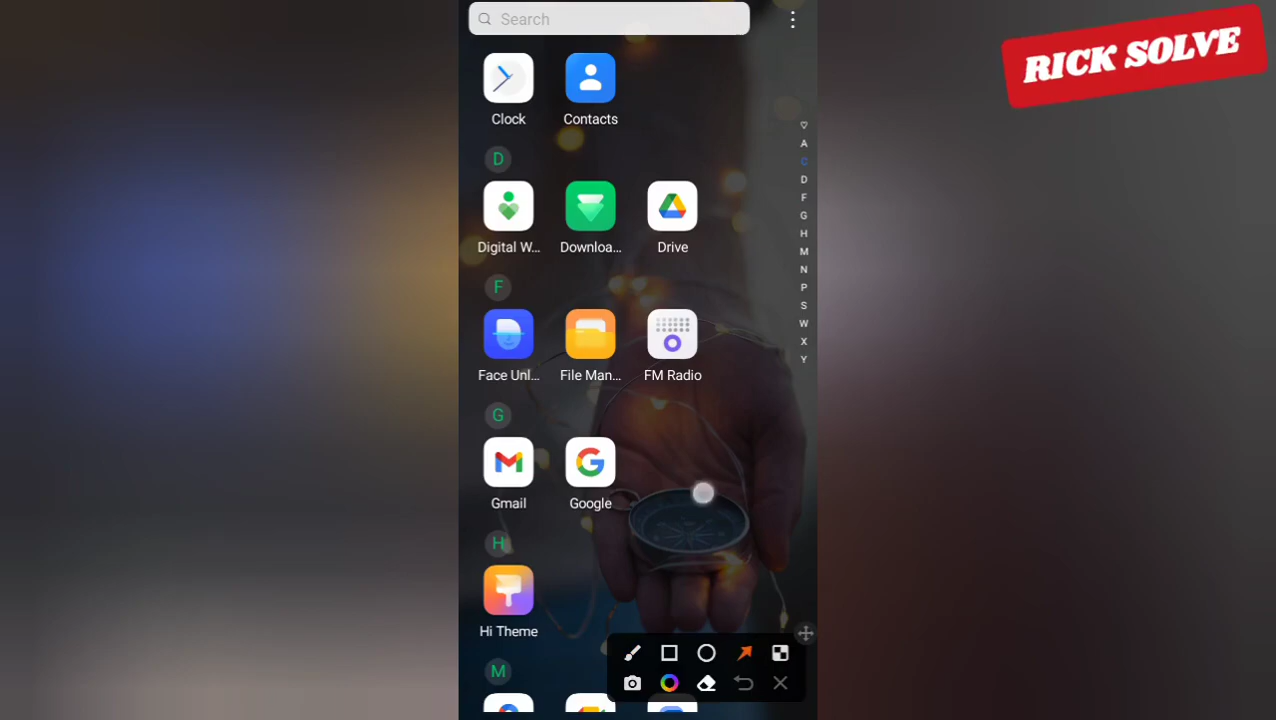 Search
RICK SOLVE
Clock
Contacts
D
Digital W...
Downloa...
Drive
F
Face Unl...
File Man...
FM Radio
G
Gmail
Google
H
Hi Theme
M
A
C
D
F
G
H
M
N
P
S
W
X
Y